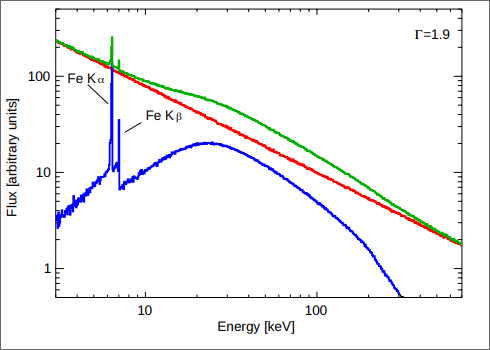 Γ=1.9
100
Fe Kα
Fe Kβ
10
1
Flux [arbitrary units]
10
100
Energy [keV]